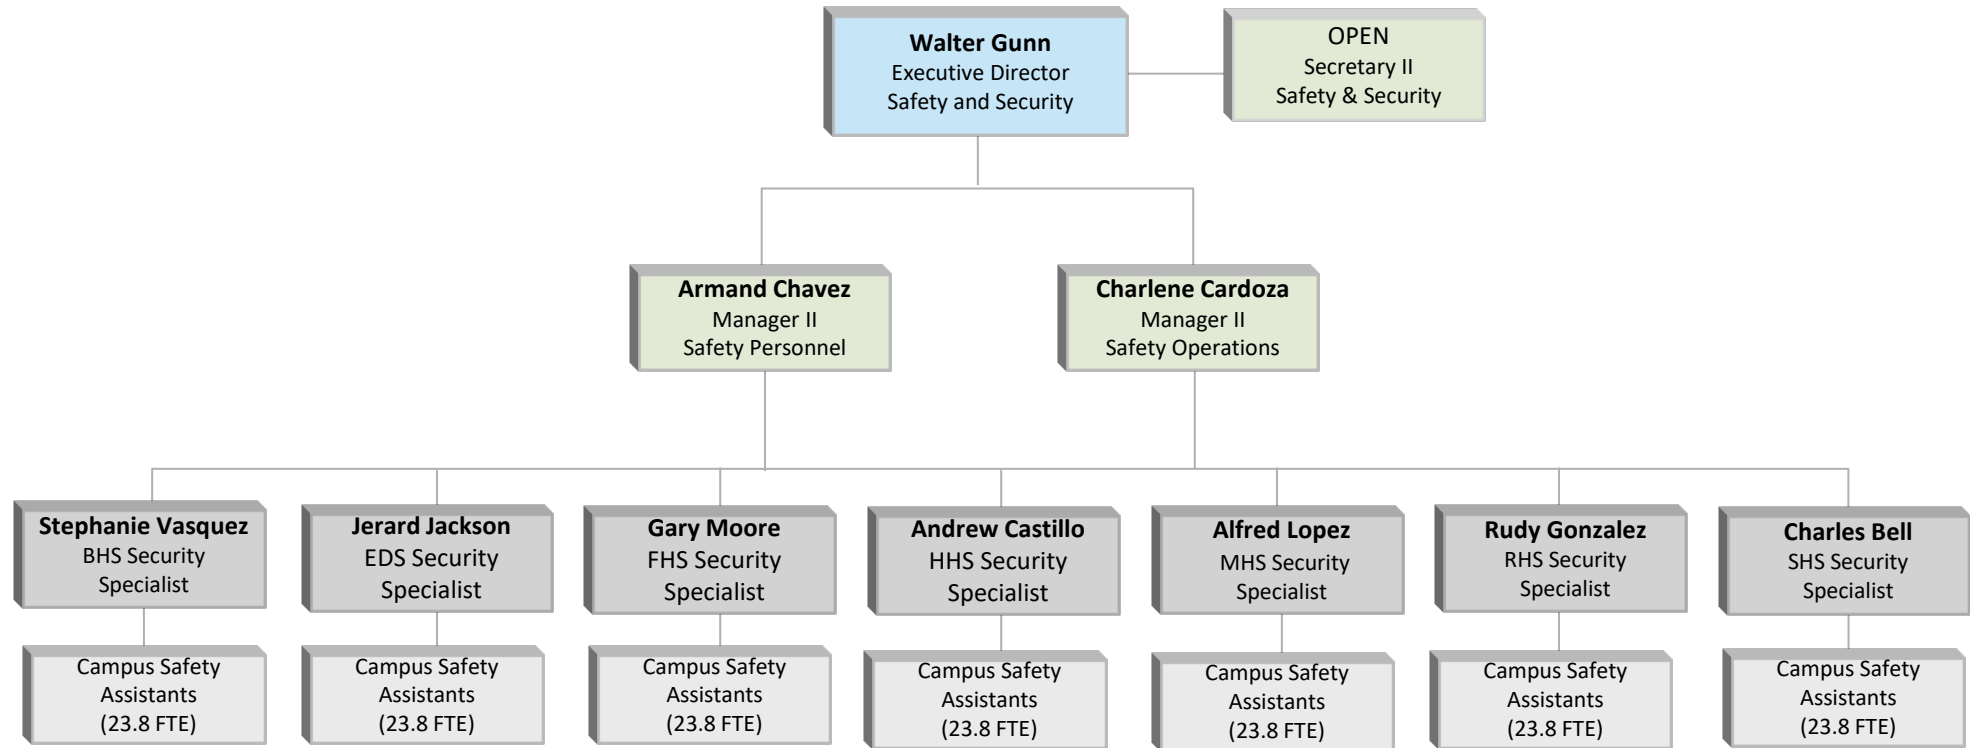 Walter Gunn
Executive Director
Safety and Security
OPEN
Secretary II
Safety & Security
Armand Chavez
Manager II
Safety Personnel
Charlene Cardoza
Manager II
Safety Operations
Stephanie Vasquez
BHS Security
Specialist
Jerard Jackson
EDS Security
Specialist
Gary Moore
FHS Security
Specialist
Andrew Castillo
HHS Security
Specialist
Alfred Lopez
MHS Security
Specialist
Rudy Gonzalez
RHS Security
Specialist
Charles Bell
SHS Security
Specialist
Campus Safety
Assistants
(23.8 FTE)
Campus Safety
Assistants
(23.8 FTE)
Campus Safety
Assistants
(23.8 FTE)
Campus Safety
Assistants
(23.8 FTE)
Campus Safety
Assistants
(23.8 FTE)
Campus Safety
Assistants
(23.8 FTE)
Campus Safety
Assistants
(23.8 FTE)